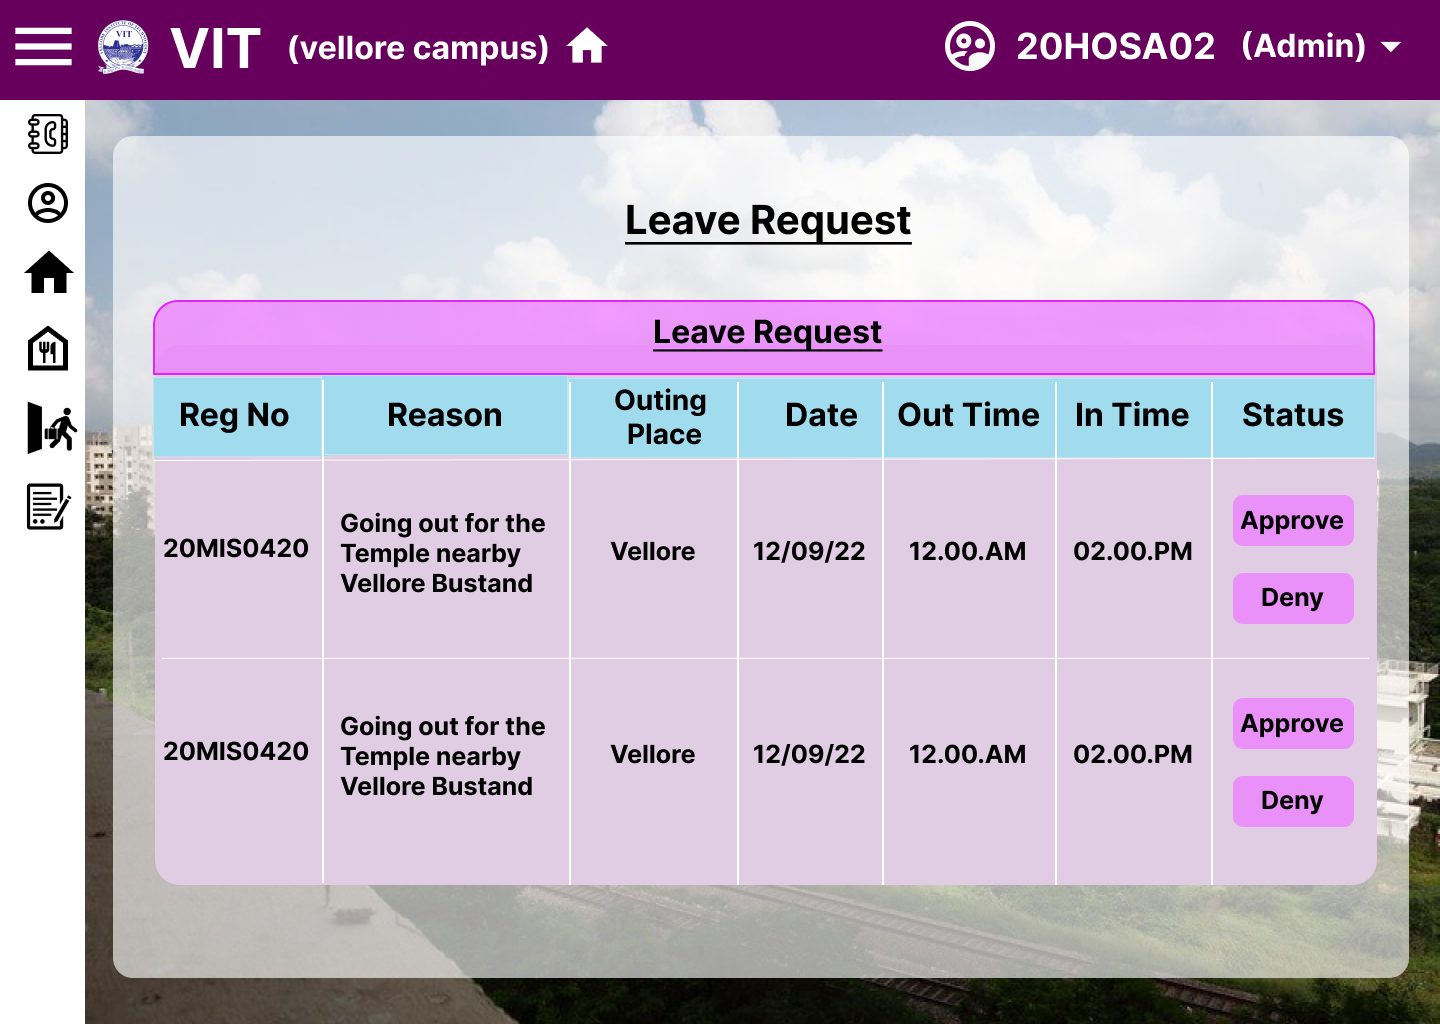 VIT (vellore campus) 20HOSA02 (Admin)
VIT
Leave Request
Leave Request
Reg No Reason Outing Place Date Out Time In Time Status
20MIS0420
Going out for the
Temple nearby
Vellore Bustand
Vellore 12/09/22 12.00.AM 02.00.PM
Approve
Deny
20MIS0420
Going out for the
Temple nearby
Vellore Bustand
Vellore 12/09/22 12.00.AM 02.00.PM
Approve
Deny